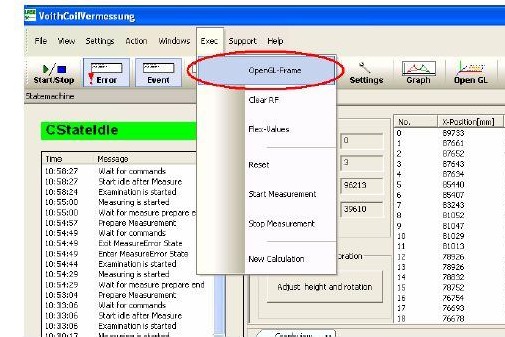 VoithCoilVermessung
File View Settings Action Windows Exec Support Help
Start/Stop Error Event Settings Graph Open GL
Statemachine
OpenGL-Frame
Clear RF
Flex-Values
Reset
Start Measurement
Stop Measurement
New Calculation
CStateIdle
Time Message
10:58:27 Wait for commands
10:58:27 Start idle after Measure
10:58:24 Examination is started
10:55:00 Measuring is started
10:55:00 Wait for measure prepare e
10:54:57 Prepare Measurement
10:54:49 Wait for commands
10:54:49 Exit MeasureError State
10:54:49 Enter MeasureError State
10:54:44 Examination is started
10:54:29 Measuring is started
10:54:29 Wait for measure prepare end
10:53:04 Prepare Measurement
10:33:06 Wait for commands
10:33:06 Start idle after Measure
10:33:06 Examination is started
10:30:17 Measuring is started
0
3
96213
39610
oration
Adjust height and rotation
No. X-Position[mm]
0 89733
1 87661
2 87652
3 87643
4 87634
5 85440
6 85407
7 83243
8 81052
9 81047
10 81029
11 81013
12 78926
13 78926
14 78832
15 78752
16 76754
17 76693
18 76678